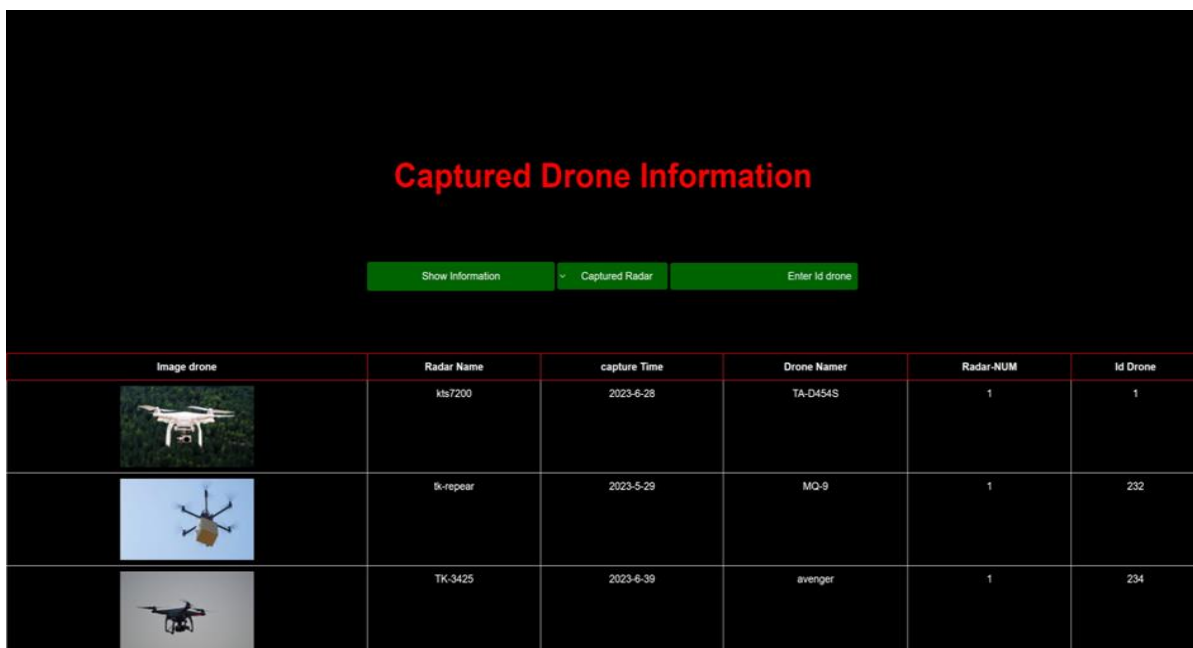 Captured Drone Information
Show Information
Captured Radar
Enter Id drone
Image drone Radar Name capture Time Drone Namer Radar-NUM Id Drone
kts7200 2023-6-28 TA-D454S 1 1
tk-repear 2023-5-29 MQ-9 1 232
TK-3425 2023-6-39 avenger 1 234